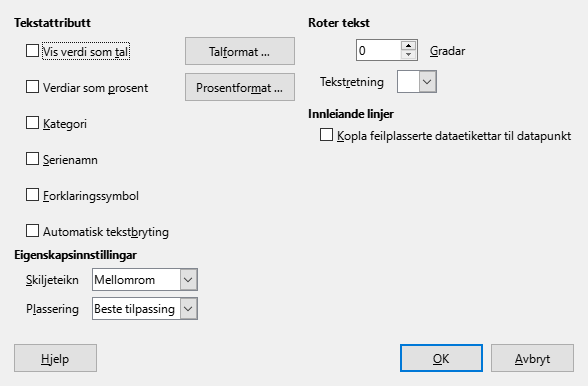 Tekstattributt
Vis verdi som tal
Talformat ...
Verdiar som prosent
Prosentformat ...
Kategori
Serienamn
Forklaringssymbol
Automatisk tekstbryting
Eigenskapsinnstillingar
Skiljeteikn Mellomrom
Plassering Beste tilpassing
Roter tekst
0 Gradar
Tekstretning
Innleiande linjer
Kopla feilplasserte dataetikettar til datapunkt
Hjelp
OK
Avbryt